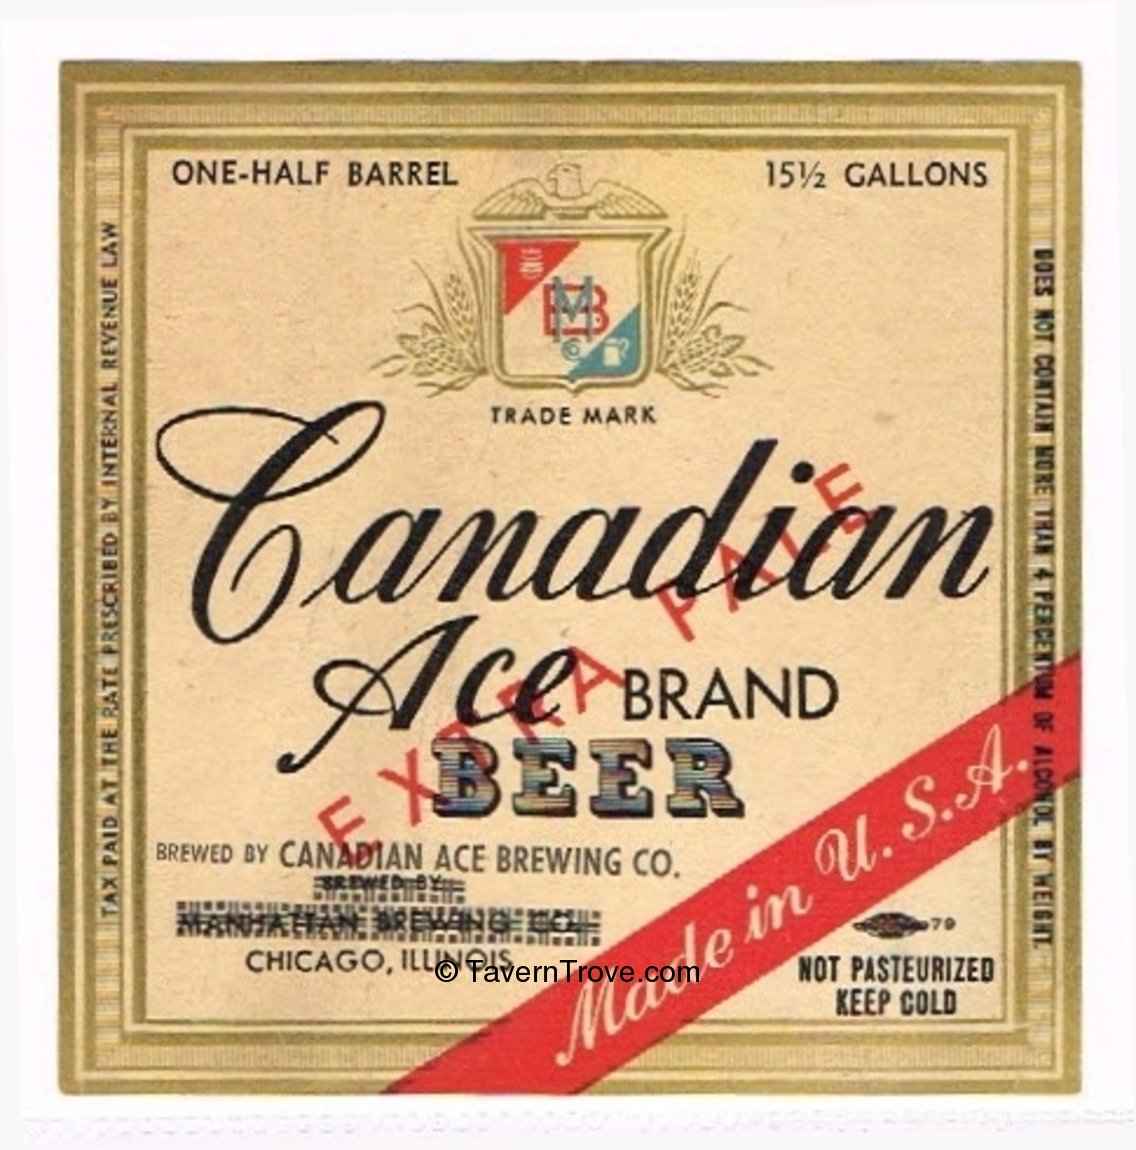 ONE-HALF BARREL
15½ GALLONS
BEER
MBCo
TRADE MARK
Canadian
Ace BRAND
BEER
EXTRA PALE
BREWED BY CANADIAN ACE BREWING CO.
BREWED BY
MANHATTAN BREWING CO.
CHICAGO, ILLINOIS
© TavernTrove.com
Made in U.S.A.
79
NOT PASTEURIZED
KEEP COLD
TAX PAID AT THE RATE PRESCRIBED BY INTERNAL REVENUE LAW
DOES NOT CONTAIN MORE THAN 4 PERCENTUM OF ALCOHOL BY WEIGHT.